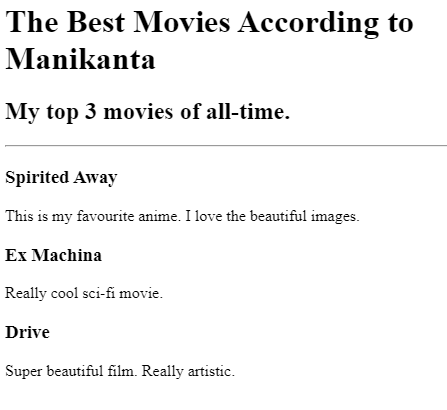 The Best Movies According to
Manikanta
My top 3 movies of all-time.
Spirited Away
This is my favourite anime. I love the beautiful images.
Ex Machina
Really cool sci-fi movie.
Drive
Super beautiful film. Really artistic.